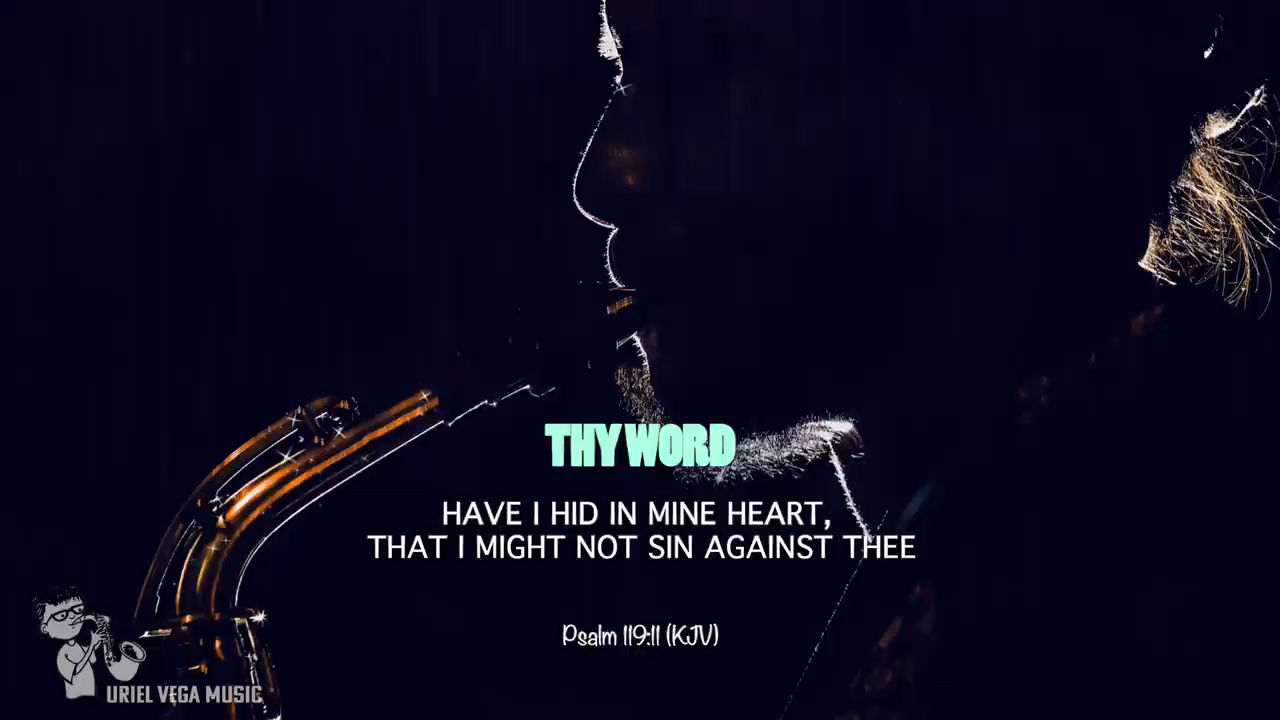 THY WORD
HAVE I HID IN MINE HEART,
THAT I MIGHT NOT SIN AGAINST THEE
Psalm 119:11 (KJV)
URIEL VEGA MUSIC